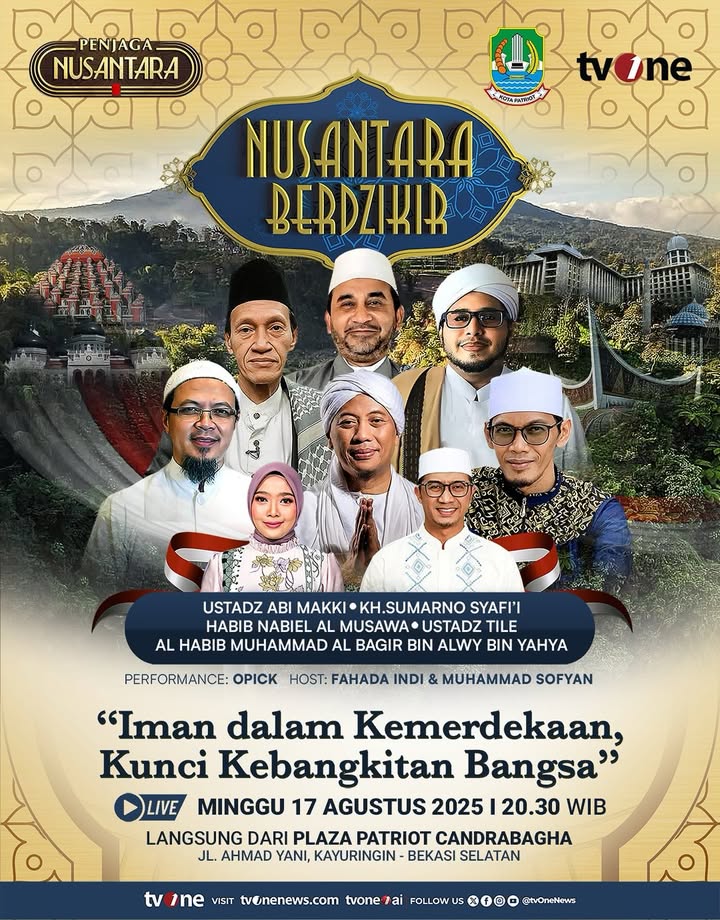 PENJAGA
NUSANTARA
KOTA PATRIOT
tvOne
NUSANTARA
BERDZIKIR
USTADZ ABI MAKKI • KH.SUMARNO SYAFI'I
HABIB NABIEL AL MUSAWA • USTADZ TILE
AL HABIB MUHAMMAD AL BAGIR BIN ALWY BIN YAHYA
PERFORMANCE: OPICK HOST: FAHADA INDI & MUHAMMAD SOFYAN
“Iman dalam Kemerdekaan,
Kunci Kebangkitan Bangsa”
LIVE MINGGU 17 AGUSTUS 2025 I 20.30 WIB
LANGSUNG DARI PLAZA PATRIOT CANDRABAGHA
JL. AHMAD YANI, KAYURINGIN - BEKASI SELATAN
tvOne VISIT tvOnenews.com tvone.ai FOLLOW US @tvOneNews